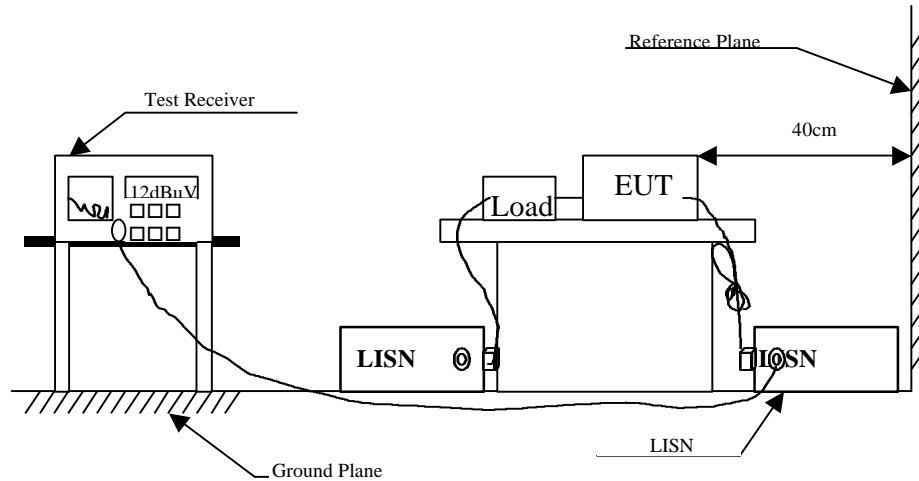 Reference Plane
Test Receiver
40cm
12dBuV
EUT
Load
LISN
LISN
LISN
Ground Plane